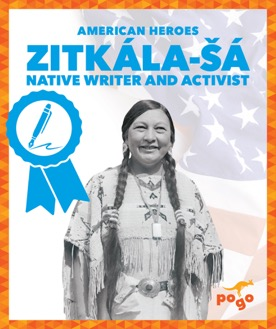 AMERICAN HEROES
ZITKÁLA-ŠÁ
NATIVE WRITER AND ACTIVIST
pogo